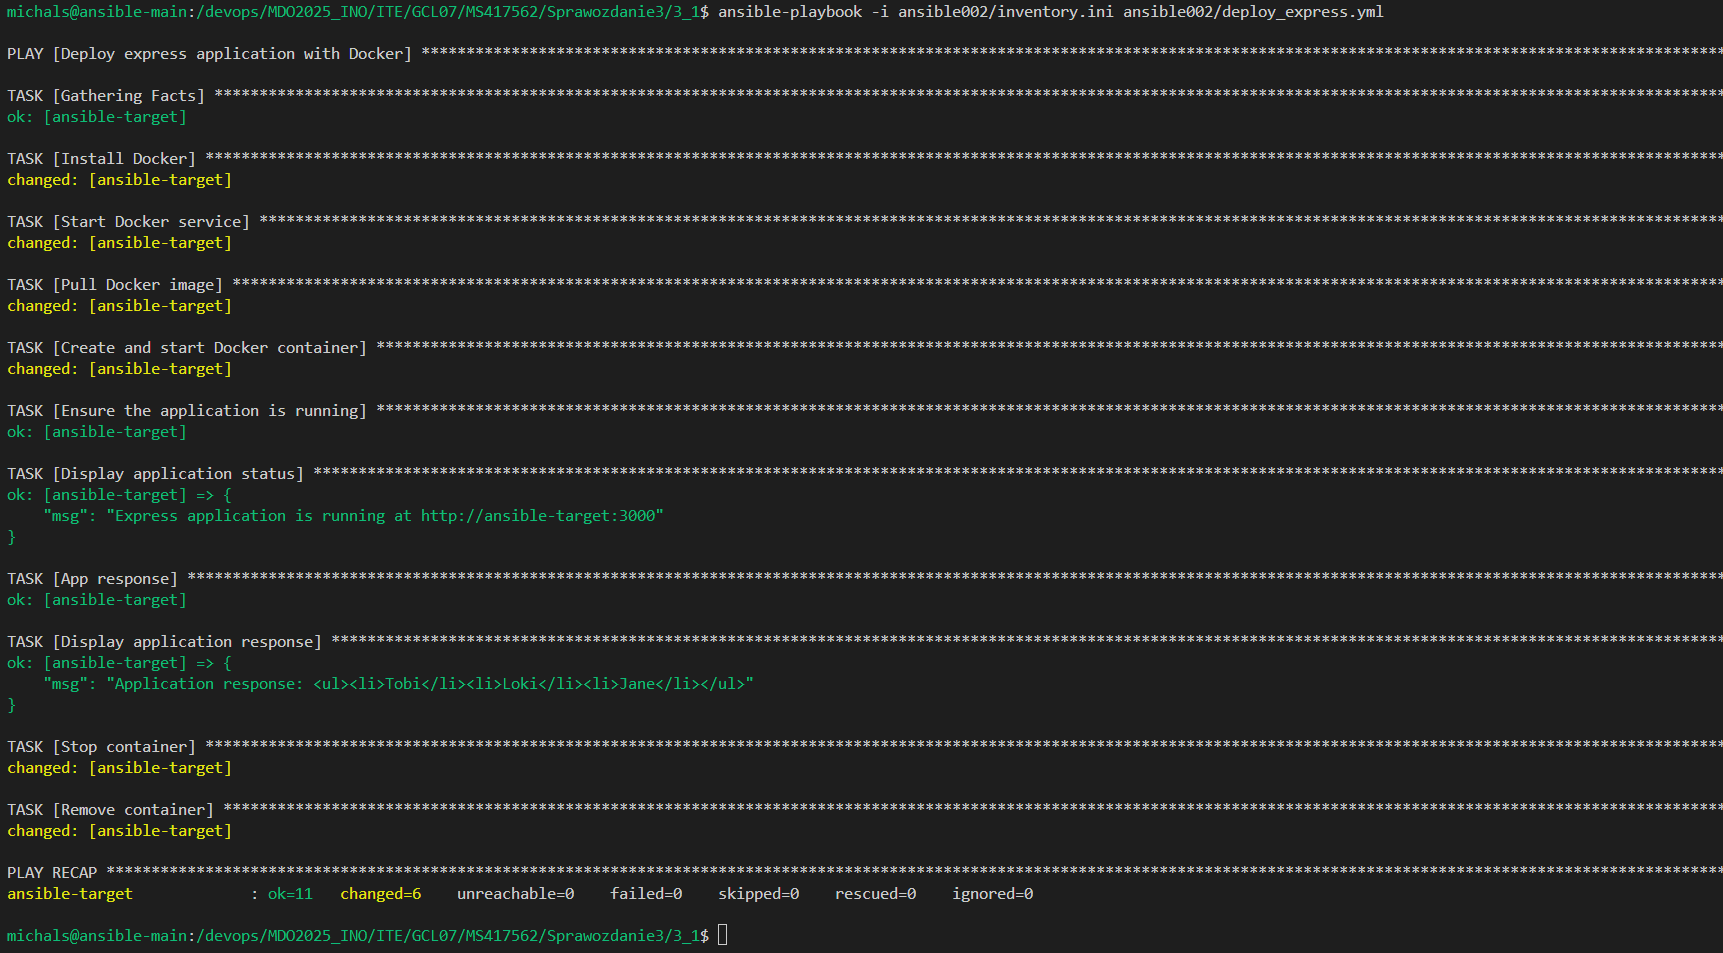 michals@ansible-main:/devops/MDO2025_INO/ITE/GCL07/MS417562/Sprawozdanie3/3_1$ ansible-playbook -i ansible002/inventory.ini ansible002/deploy_express.yml
PLAY [Deploy express application with Docker] ************************************************************************************************************************************************
TASK [Gathering Facts] ************************************************************************************************************************************************
ok: [ansible-target]
TASK [Install Docker] ************************************************************************************************************************************************
changed: [ansible-target]
TASK [Start Docker service] ************************************************************************************************************************************************
changed: [ansible-target]
TASK [Pull Docker image] ************************************************************************************************************************************************
changed: [ansible-target]
TASK [Create and start Docker container] ************************************************************************************************************************************************
changed: [ansible-target]
TASK [Ensure the application is running] ************************************************************************************************************************************************
ok: [ansible-target]
TASK [Display application status] ************************************************************************************************************************************************
ok: [ansible-target] => {
    "msg": "Express application is running at http://ansible-target:3000"
}
TASK [App response] ************************************************************************************************************************************************
ok: [ansible-target]
TASK [Display application response] ************************************************************************************************************************************************
ok: [ansible-target] => {
    "msg": "Application response: <ul><li>Tobi</li><li>Loki</li><li>Jane</li></ul>"
}
TASK [Stop container] ************************************************************************************************************************************************
changed: [ansible-target]
TASK [Remove container] ************************************************************************************************************************************************
changed: [ansible-target]
PLAY RECAP ************************************************************************************************************************************************
ansible-target             : ok=11   changed=6    unreachable=0    failed=0    skipped=0    rescued=0    ignored=0
michals@ansible-main:/devops/MDO2025_INO/ITE/GCL07/MS417562/Sprawozdanie3/3_1$